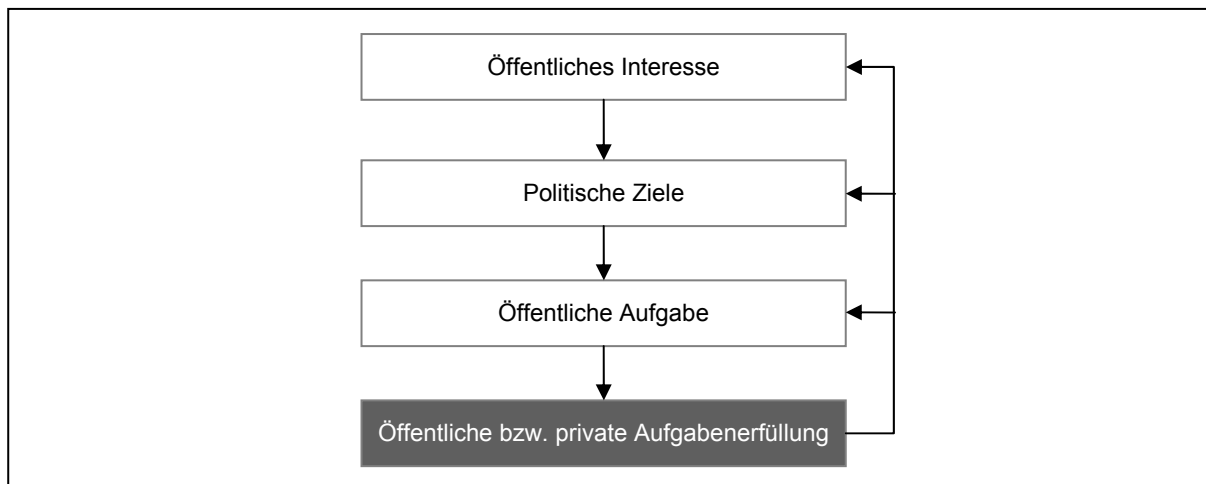 Öffentliches Interesse
Politische Ziele
Öffentliche Aufgabe
Öffentliche bzw. private Aufgabenerfüllung